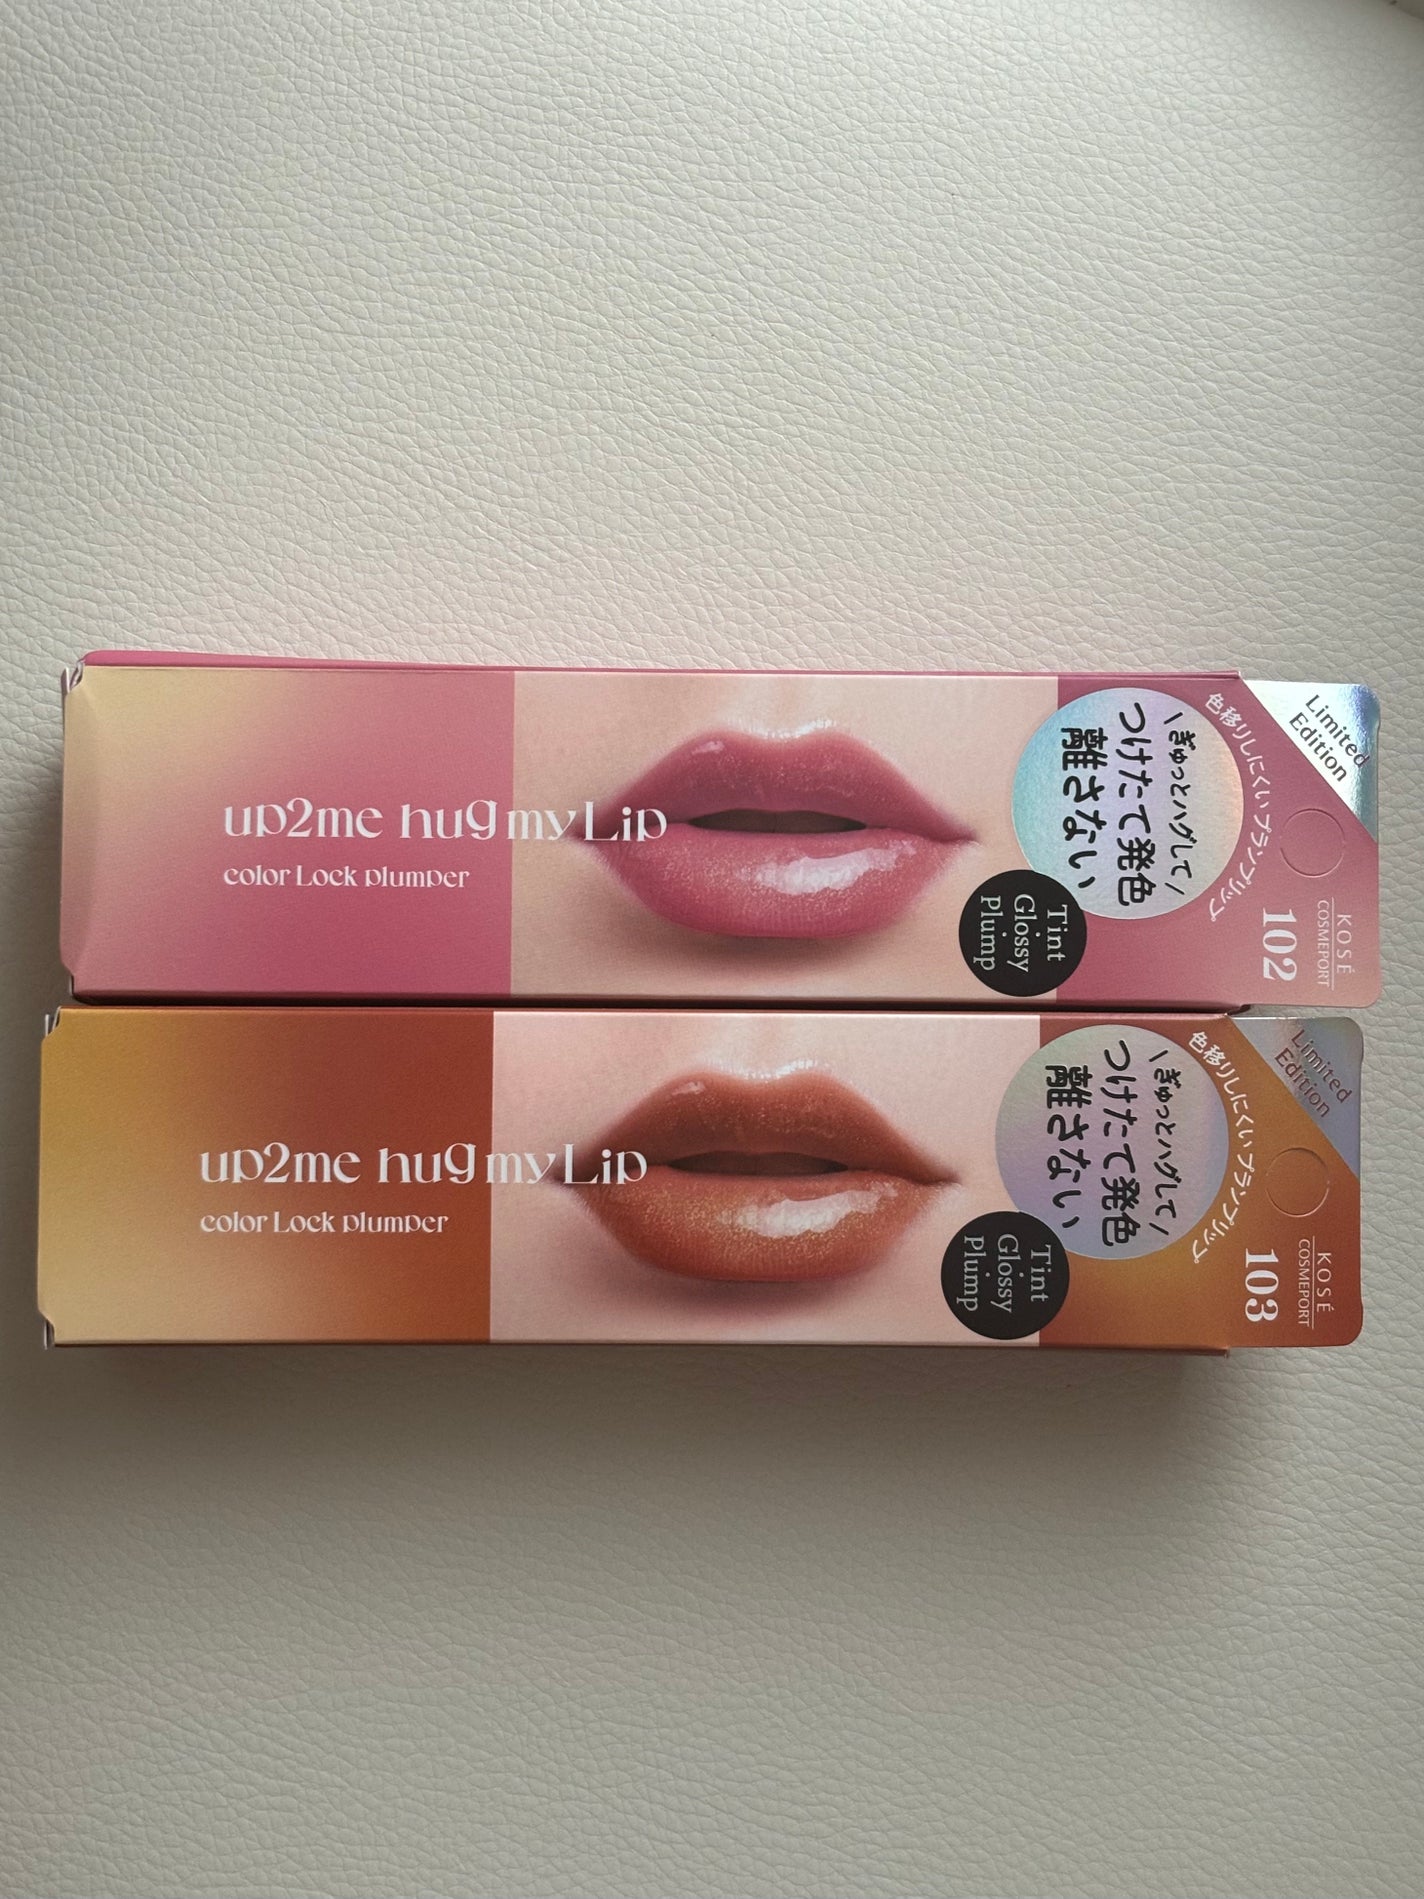 up2me hug my Lip
color Lock plumper
Limited
Edition
色移りしにくいプランプリップ
\ぎゅっとハグして/
つけたて発色
離さない
Tint
Glossy
Plump
KOSÉ
COSMEPORT
102
up2me hug my Lip
color Lock plumper
Limited
Edition
色移りしにくいプランプリップ
\ぎゅっとハグして/
つけたて発色
離さない
Tint
Glossy
Plump
KOSÉ
COSMEPORT
103